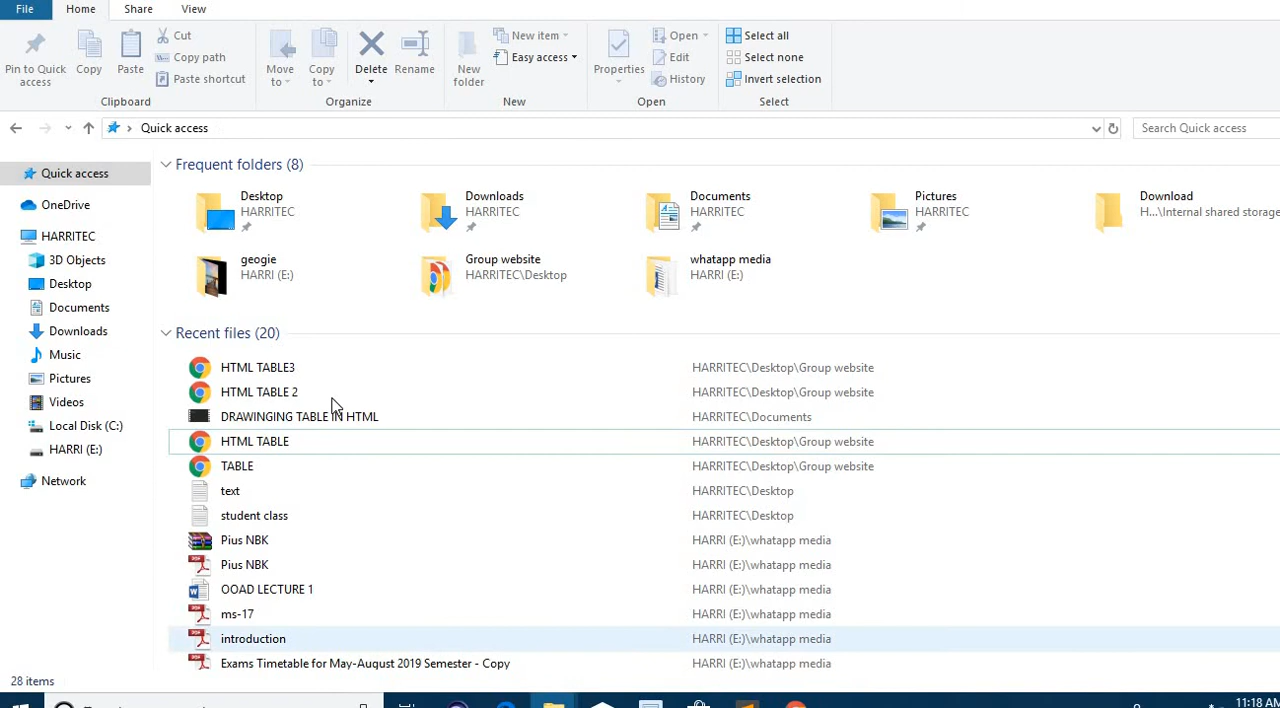 File Home Share View
Pin to Quick access
Copy
Paste
Cut
Copy path
Paste shortcut
Clipboard
Move to
Copy to
Delete
Rename
Organize
New folder
New item
Easy access
New
Properties
Open
Edit
History
Open
Select all
Select none
Invert selection
Select
Quick access
Search Quick access
Quick access
OneDrive
HARRITEC
3D Objects
Desktop
Documents
Downloads
Music
Pictures
Videos
Local Disk (C:)
HARRI (E:)
Network
Frequent folders (8)
Desktop
HARRITEC
Downloads
HARRITEC
Documents
HARRITEC
Pictures
HARRITEC
Download
H...\Internal shared storage
geogie
HARRI (E:)
Group website
HARRITEC\Desktop
whatapp media
HARRI (E:)
Recent files (20)
HTML TABLE3 HARRITEC\Desktop\Group website
HTML TABLE 2 HARRITEC\Desktop\Group website
DRAWINGING TABLE IN HTML HARRITEC\Documents
HTML TABLE HARRITEC\Desktop\Group website
TABLE HARRITEC\Desktop\Group website
text HARRITEC\Desktop
student class HARRITEC\Desktop
Pius NBK HARRI (E:)\whatapp media
Pius NBK HARRI (E:)\whatapp media
OOAD LECTURE 1 HARRI (E:)\whatapp media
ms-17 HARRI (E:)\whatapp media
introduction HARRI (E:)\whatapp media
Exams Timetable for May-August 2019 Semester - Copy HARRI (E:)\whatapp media
28 items
11:18 AM